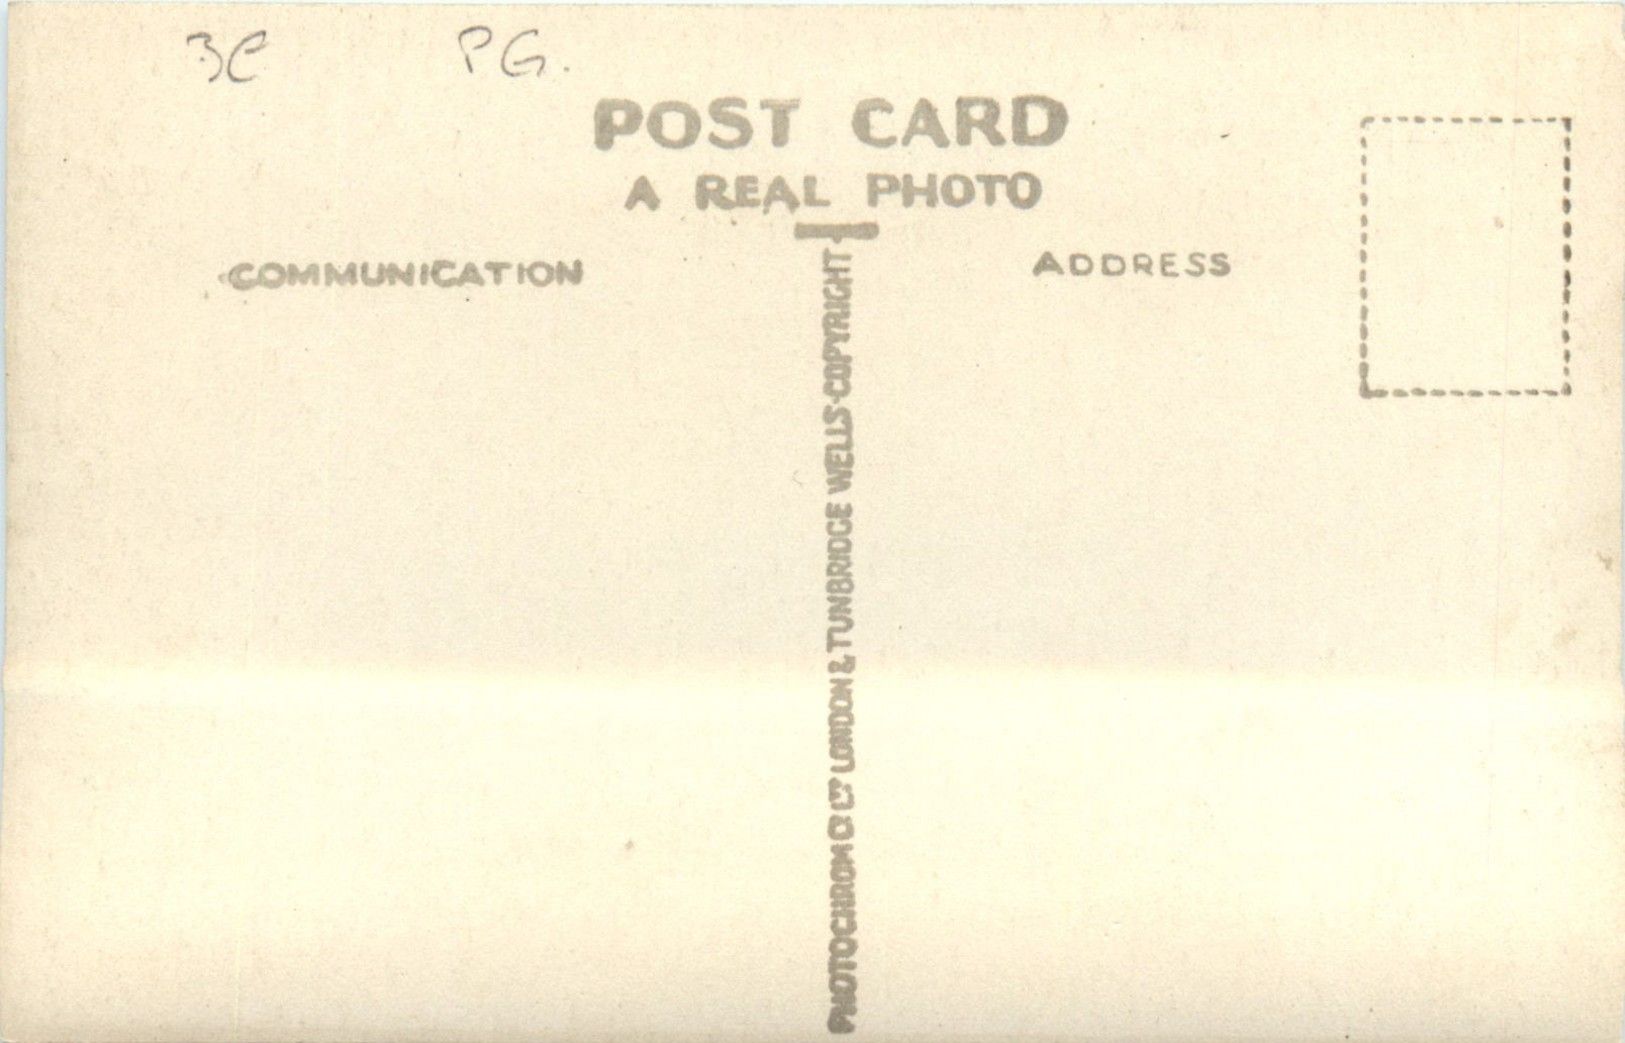 3C PG.
POST CARD
A REAL PHOTO
COMMUNICATION
ADDRESS
PHOTOCHROM CO LTD LONDON & TUNBRIDGE WELLS·COPYRIGHT